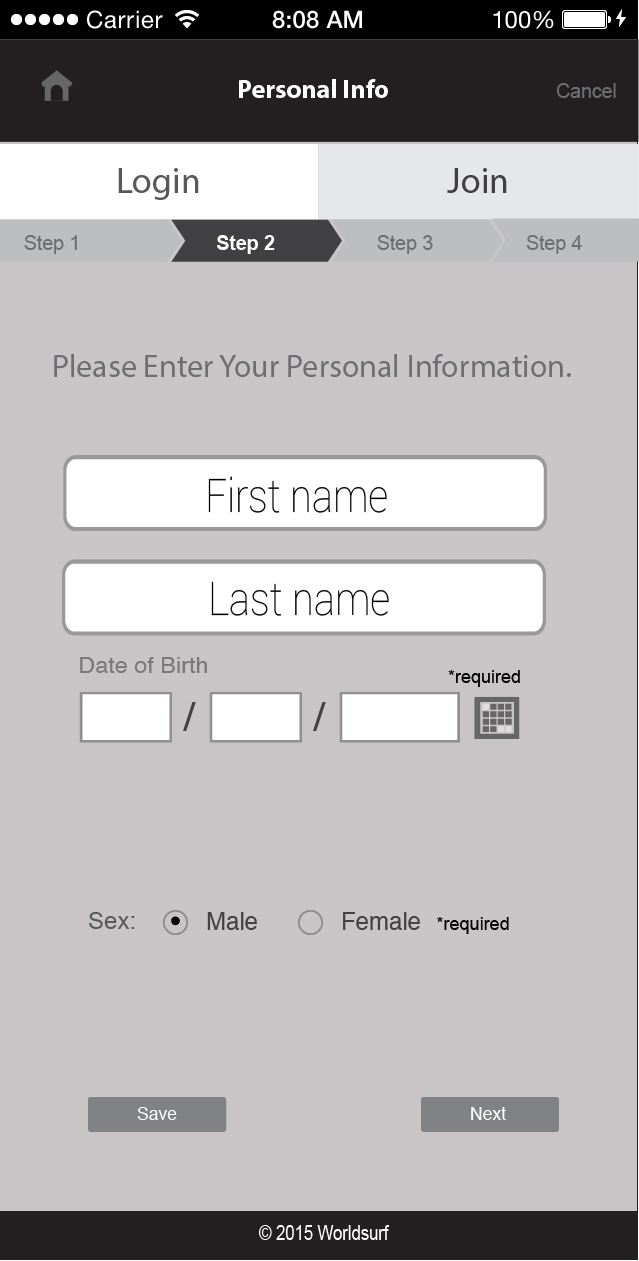 Carrier 8:08 AM 100%
Personal Info Cancel
Login Join
Step 1 Step 2 Step 3 Step 4
Please Enter Your Personal Information.
First name
Last name
Date of Birth *required
/ /
Sex: Male Female *required
Save Next
© 2015 Worldsurf